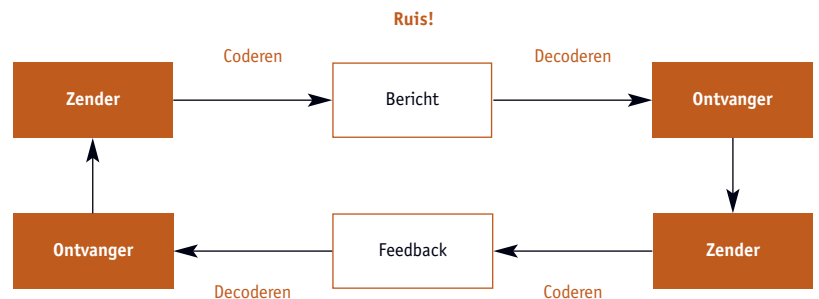 Ruis!
Coderen
Decoderen
Zender
Bericht
Ontvanger
Ontvanger
Feedback
Zender
Decoderen
Coderen